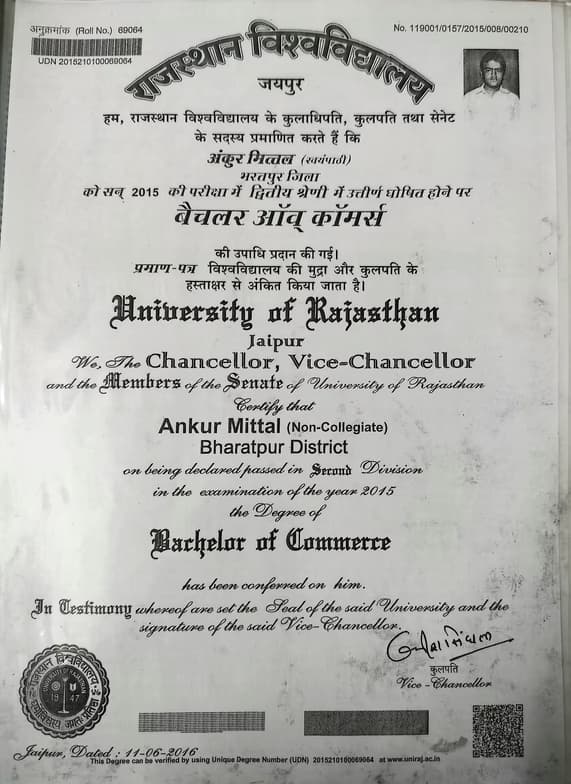 अनुक्रमांक (Roll No.) 69064
No. 119001/0157/2015/008/00210
UDN 2015210100069064
राजस्थान विश्वविद्यालय
जयपुर
हम, राजस्थान विश्वविद्यालय के कुलाधिपति, कुलपति तथा सेनेट
के सदस्य प्रमाणित करते हैं कि
अंकुर मित्तल (स्वयंपाठी)
भरतपुर जिला
को सन् 2015 की परीक्षा में द्वितीय श्रेणी में उत्तीर्ण घोषित होने पर
बैचलर ऑव् कॉमर्स
की उपाधि प्रदान की गई।
प्रमाण-पत्र विश्वविद्यालय की मुद्रा और कुलपति के
हस्ताक्षर से अंकित किया जाता है।
University of Rajasthan
Jaipur
We, The Chancellor, Vice-Chancellor
and the Members of the Senate of University of Rajasthan
Certify that
Ankur Mittal (Non-Collegiate)
Bharatpur District
on being declared passed in Second Division
in the examination of the year 2015
the Degree of
Bachelor of Commerce
has been conferred on him.
In Testimony whereof are set the Seal of the said University and the
signature of the said Vice-Chancellor.
कुलपति
Vice-Chancellor
राजस्थान विश्वविद्यालय
Jaipur, Dated : 11-06-2016
This Degree can be verified by using Unique Degree Number (UDN) 2015210100069064 at www.uniraj.ac.in